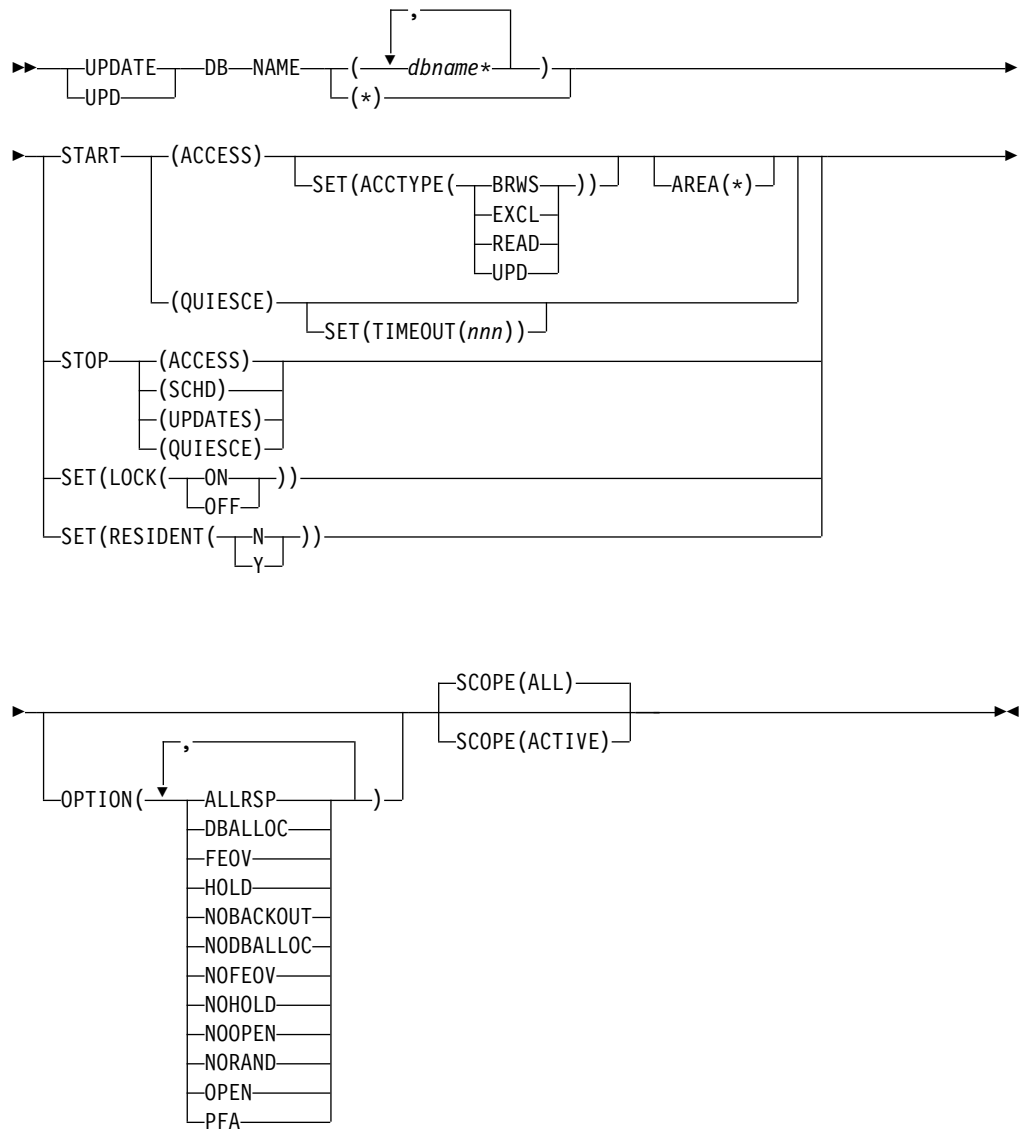 ,
UPDATE DB NAME ( dbname* )
UPD (*)
START (ACCESS)
SET(ACCTYPE( BRWS )) AREA(*)
EXCL
READ
UPD
(QUIESCE)
SET(TIMEOUT(nnn))
STOP (ACCESS)
(SCHD)
(UPDATES)
(QUIESCE)
SET(LOCK( ON ))
OFF
SET(RESIDENT( N ))
Y
SCOPE(ALL)
SCOPE(ACTIVE)
,
OPTION( ALLRSP )
DBALLOC
FEOV
HOLD
NOBACKOUT
NODBALLOC
NOFEOV
NOHOLD
NOOPEN
NORAND
OPEN
PFA